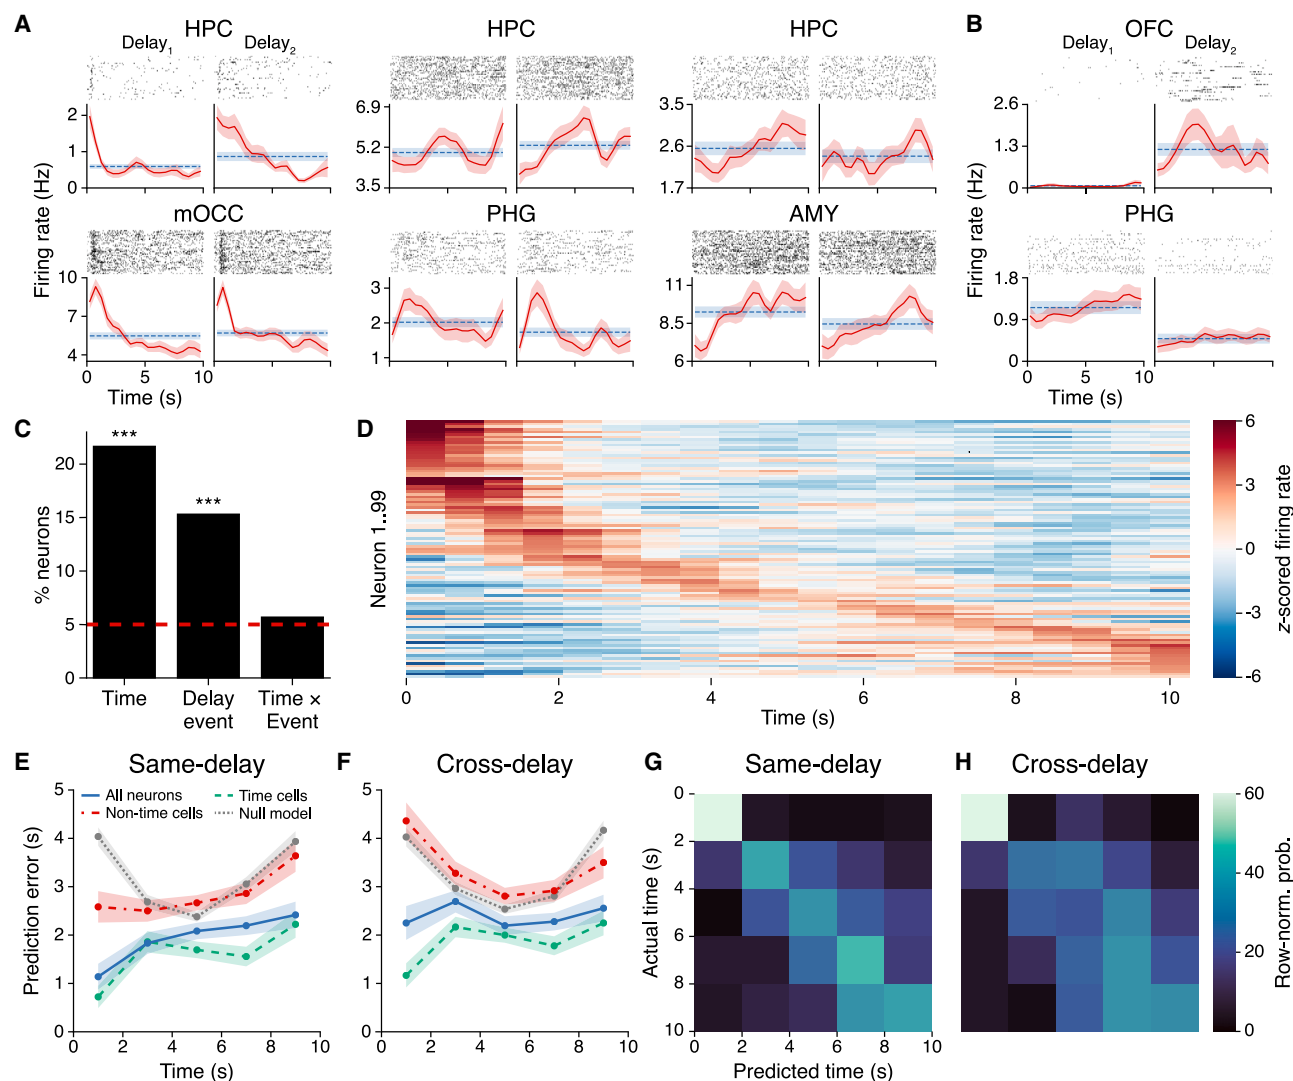 A
HPC
HPC
HPC
B
OFC
Delay1
Delay2
Delay1
Delay2
Firing rate (Hz)
2
1
0
6.9
5.2
3.5
3.5
2.6
1.7
Firing rate (Hz)
2.6
1.3
0
mOCC
PHG
AMY
PHG
10
7
4
3
2
1
11
8.5
6
1.8
0.9
0
0 5 10
Time (s)
0 5 10
Time (s)
C
% neurons
20
15
10
5
0
***
***
Time
Delay event
Time × Event
D
Neuron 1..99
0 2 4 6 8 10
Time (s)
6
3
0
-3
-6
z-scored firing rate
E
Same-delay
Prediction error (s)
5
4
3
2
1
0
All neurons
Non-time cells
Time cells
Null model
0 2 4 6 8 10
Time (s)
F
Cross-delay
5
4
3
2
1
0
0 2 4 6 8 10
G
Same-delay
Actual time (s)
0
2
4
6
8
10
0 2 4 6 8 10
Predicted time (s)
H
Cross-delay
60
40
20
0
Row-norm. prob.